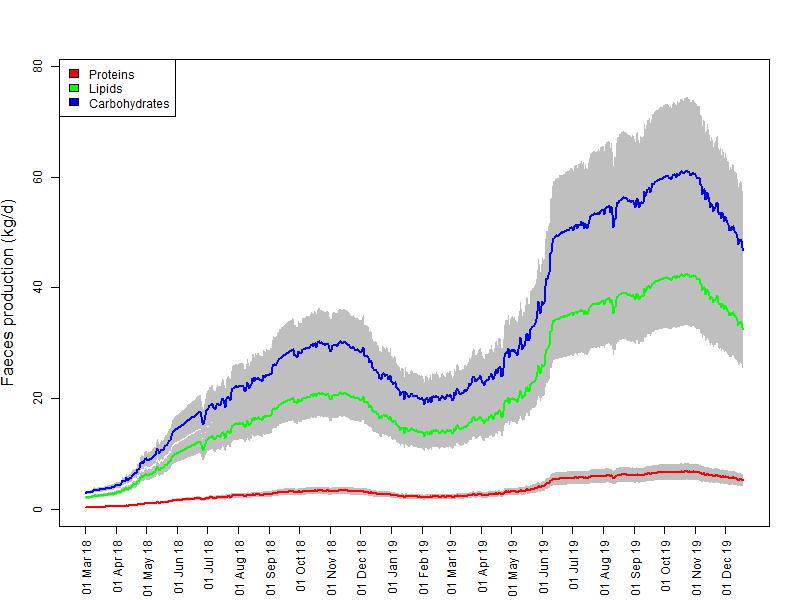 Proteins
Lipids
Carbohydrates
Faeces production (kg/d)
80
60
40
20
0
01 Mar 18
01 Apr 18
01 May 18
01 Jun 18
01 Jul 18
01 Aug 18
01 Sep 18
01 Oct 18
01 Nov 18
01 Dec 18
01 Jan 19
01 Feb 19
01 Mar 19
01 Apr 19
01 May 19
01 Jun 19
01 Jul 19
01 Aug 19
01 Sep 19
01 Oct 19
01 Nov 19
01 Dec 19